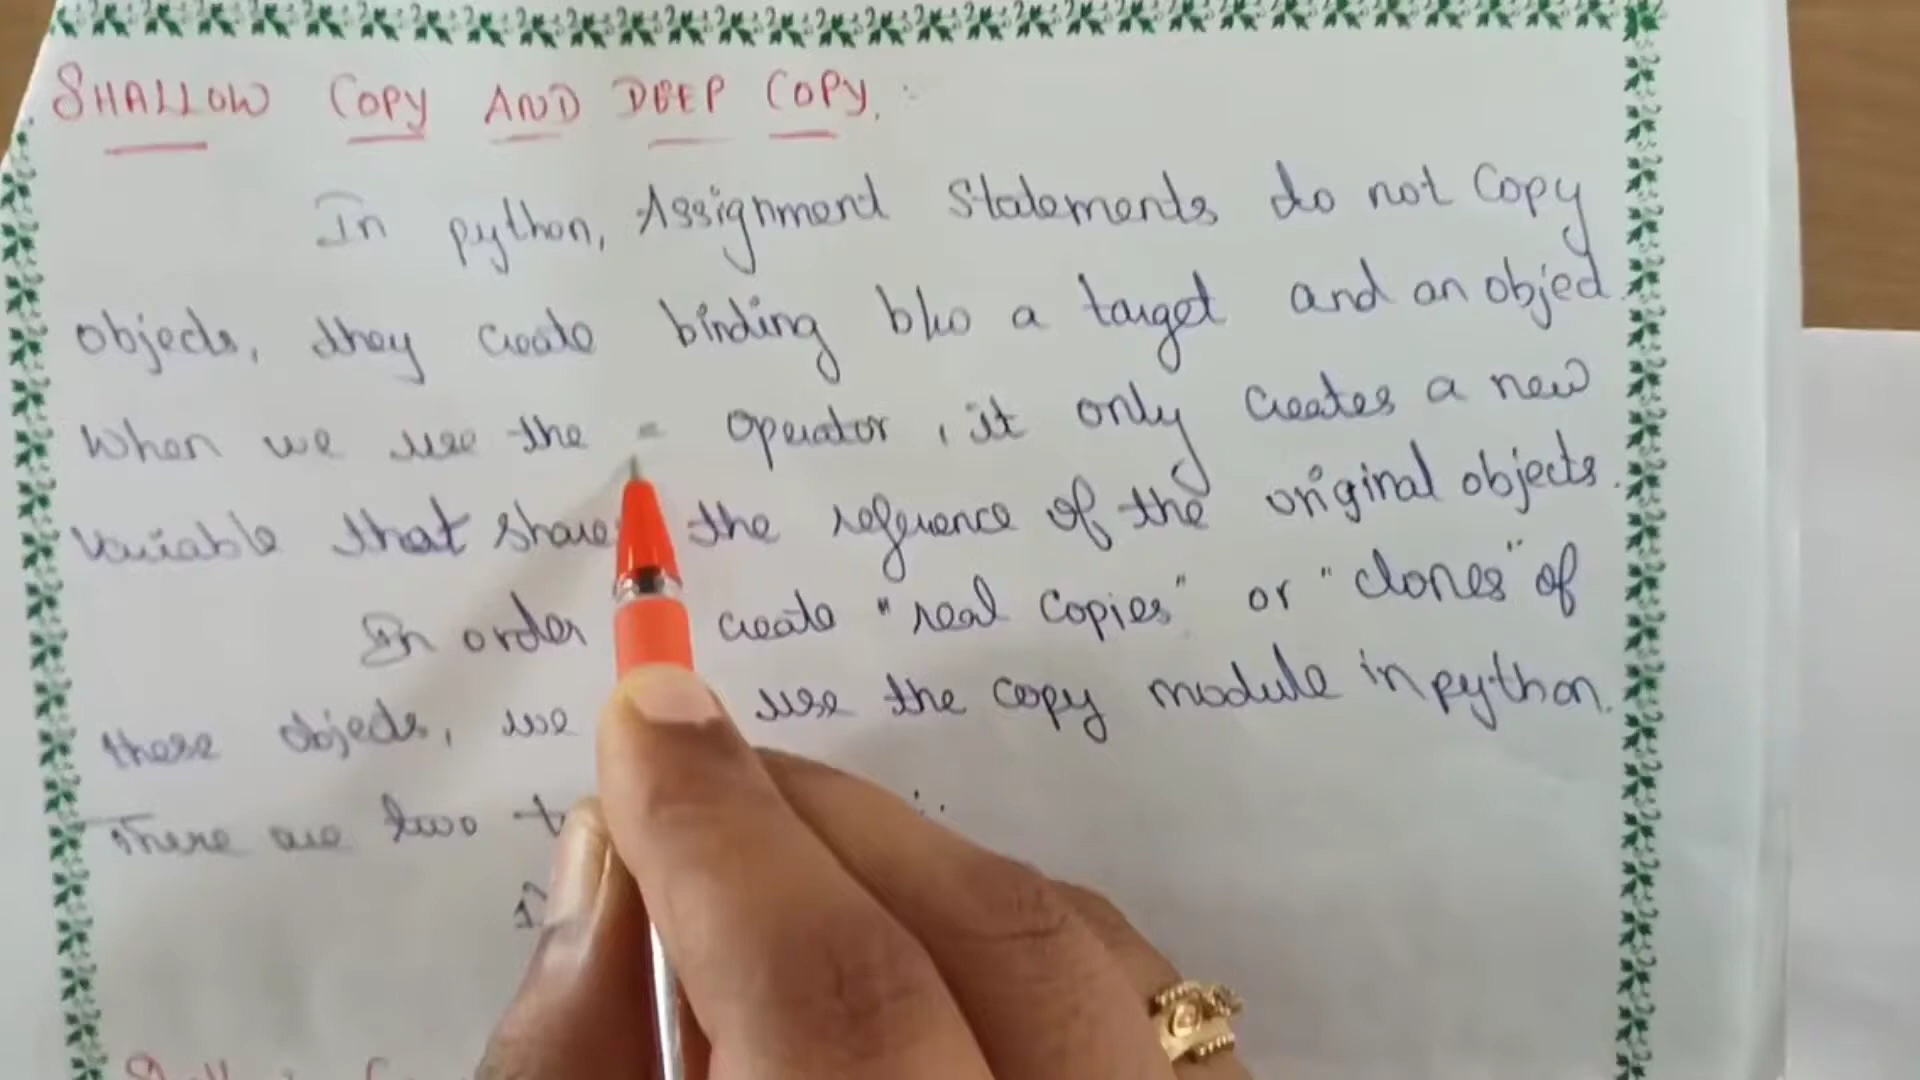 SHALLOW COPY AND DEEP COPY.
In python, Assignment Statements do not Copy
objects, they create binding b/w a target and an object.
When we use the = operator, it only creates a new
variable that shares the reference of the original objects.
In order create "real copies" or "clones" of
these objects, we use the copy module in python.
There are two
1)